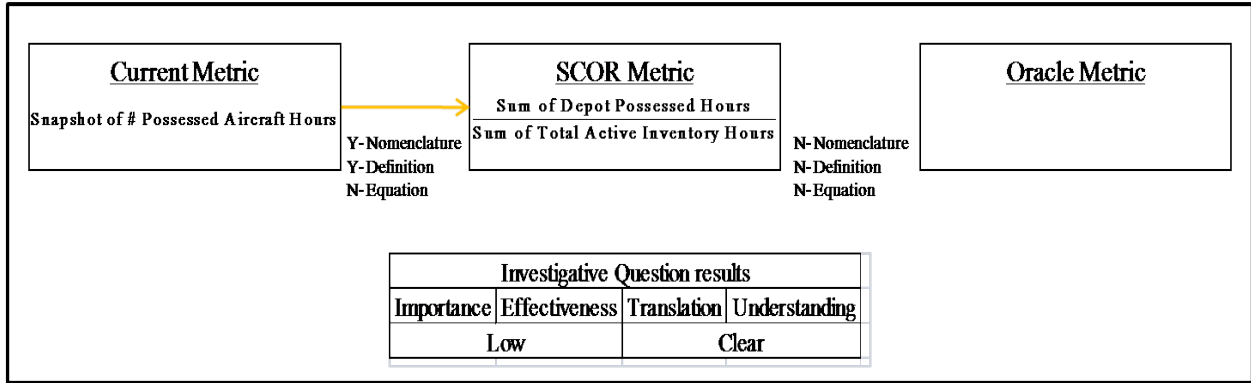 Current Metric
Snapshot of # Possessed Aircraft Hours
SCOR Metric
Sum of Depot Possessed Hours
Sum of Total Active Inventory Hours
Oracle Metric
Y-Nomenclature
Y-Definition
N-Equation
N-Nomenclature
N-Definition
N-Equation
Investigative Question results
Importance Effectiveness Translation Understanding
Low Clear